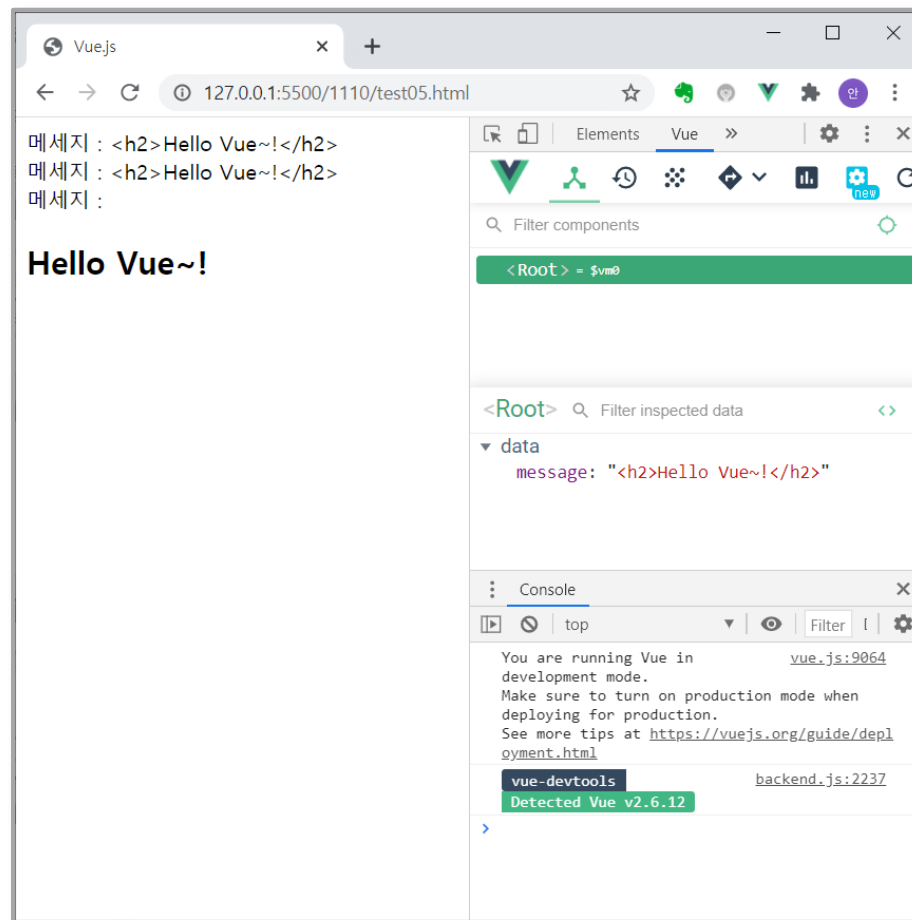 Vue.js
127.0.0.1:5500/1110/test05.html
안
메세지 : <h2>Hello Vue~!</h2>
메세지 : <h2>Hello Vue~!</h2>
메세지 :
Hello Vue~!
Elements Vue
new
Filter components
<Root> = $vm0
<Root> Filter inspected data
data
message: "<h2>Hello Vue~!</h2>"
Console
top Filter
You are running Vue in vue.js:9064
development mode.
Make sure to turn on production mode when
deploying for production.
See more tips at https://vuejs.org/guide/depl
oyment.html
vue-devtools backend.js:2237
Detected Vue v2.6.12